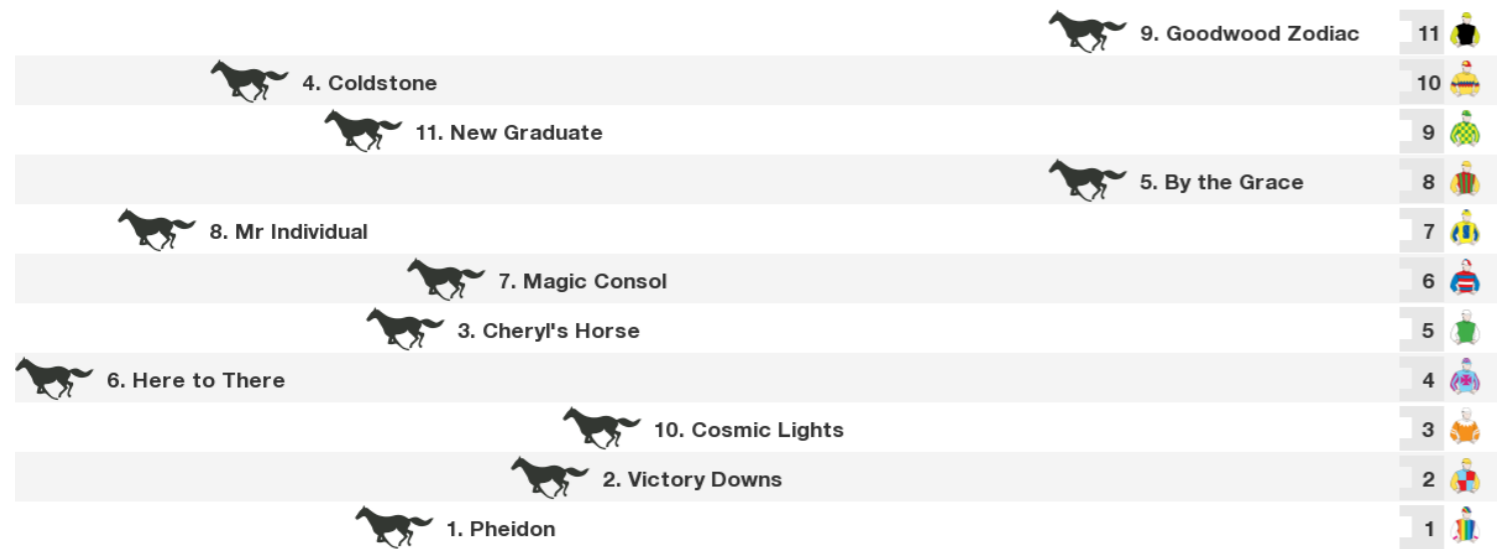 9. Goodwood Zodiac 11
4. Coldstone 10
11. New Graduate 9
5. By the Grace 8
8. Mr Individual 7
7. Magic Consol 6
3. Cheryl's Horse 5
6. Here to There 4
10. Cosmic Lights 3
2. Victory Downs 2
1. Pheidon 1